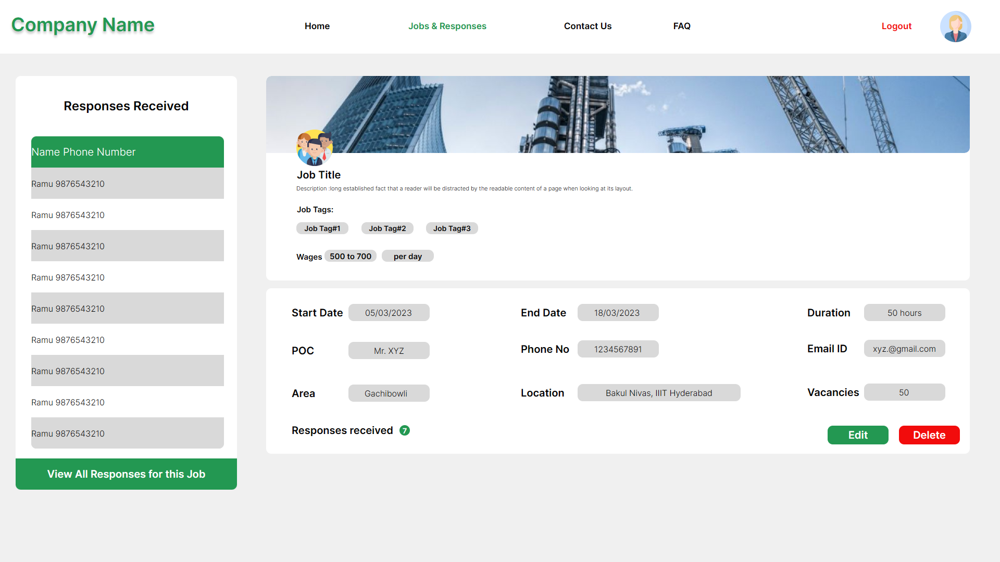 Company Name
Home
Jobs & Responses
Contact Us
FAQ
Logout
Responses Received
Name Phone Number
Ramu 9876543210
Ramu 9876543210
Ramu 9876543210
Ramu 9876543210
Ramu 9876543210
Ramu 9876543210
Ramu 9876543210
Ramu 9876543210
Ramu 9876543210
View All Responses for this Job
Job Title
Description :long established fact that a reader will be distracted by the readable content of a page when looking at its layout.
Job Tags:
Job Tag#1 Job Tag#2 Job Tag#3
Wages 500 to 700 per day
Start Date 05/03/2023 End Date 18/03/2023 Duration 50 hours
POC Mr. XYZ Phone No 1234567891 Email ID xyz.@gmail.com
Area Gachibowli Location Bakul Nivas, IIIT Hyderabad Vacancies 50
Responses received 7
Edit Delete